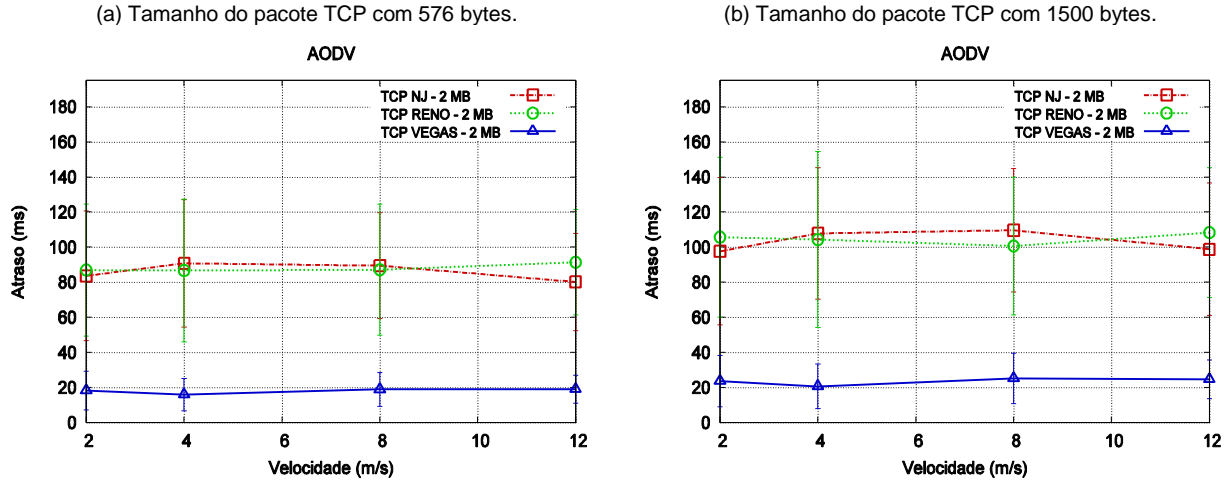 (a) Tamanho do pacote TCP com 576 bytes.
AODV
TCP NJ - 2 MB
TCP RENO - 2 MB
TCP VEGAS - 2 MB
Atraso (ms)
180
160
140
120
100
80
60
40
20
0
2 4 6 8 10 12
Velocidade (m/s)
(b) Tamanho do pacote TCP com 1500 bytes.
AODV
TCP NJ - 2 MB
TCP RENO - 2 MB
TCP VEGAS - 2 MB
Atraso (ms)
180
160
140
120
100
80
60
40
20
0
2 4 6 8 10 12
Velocidade (m/s)